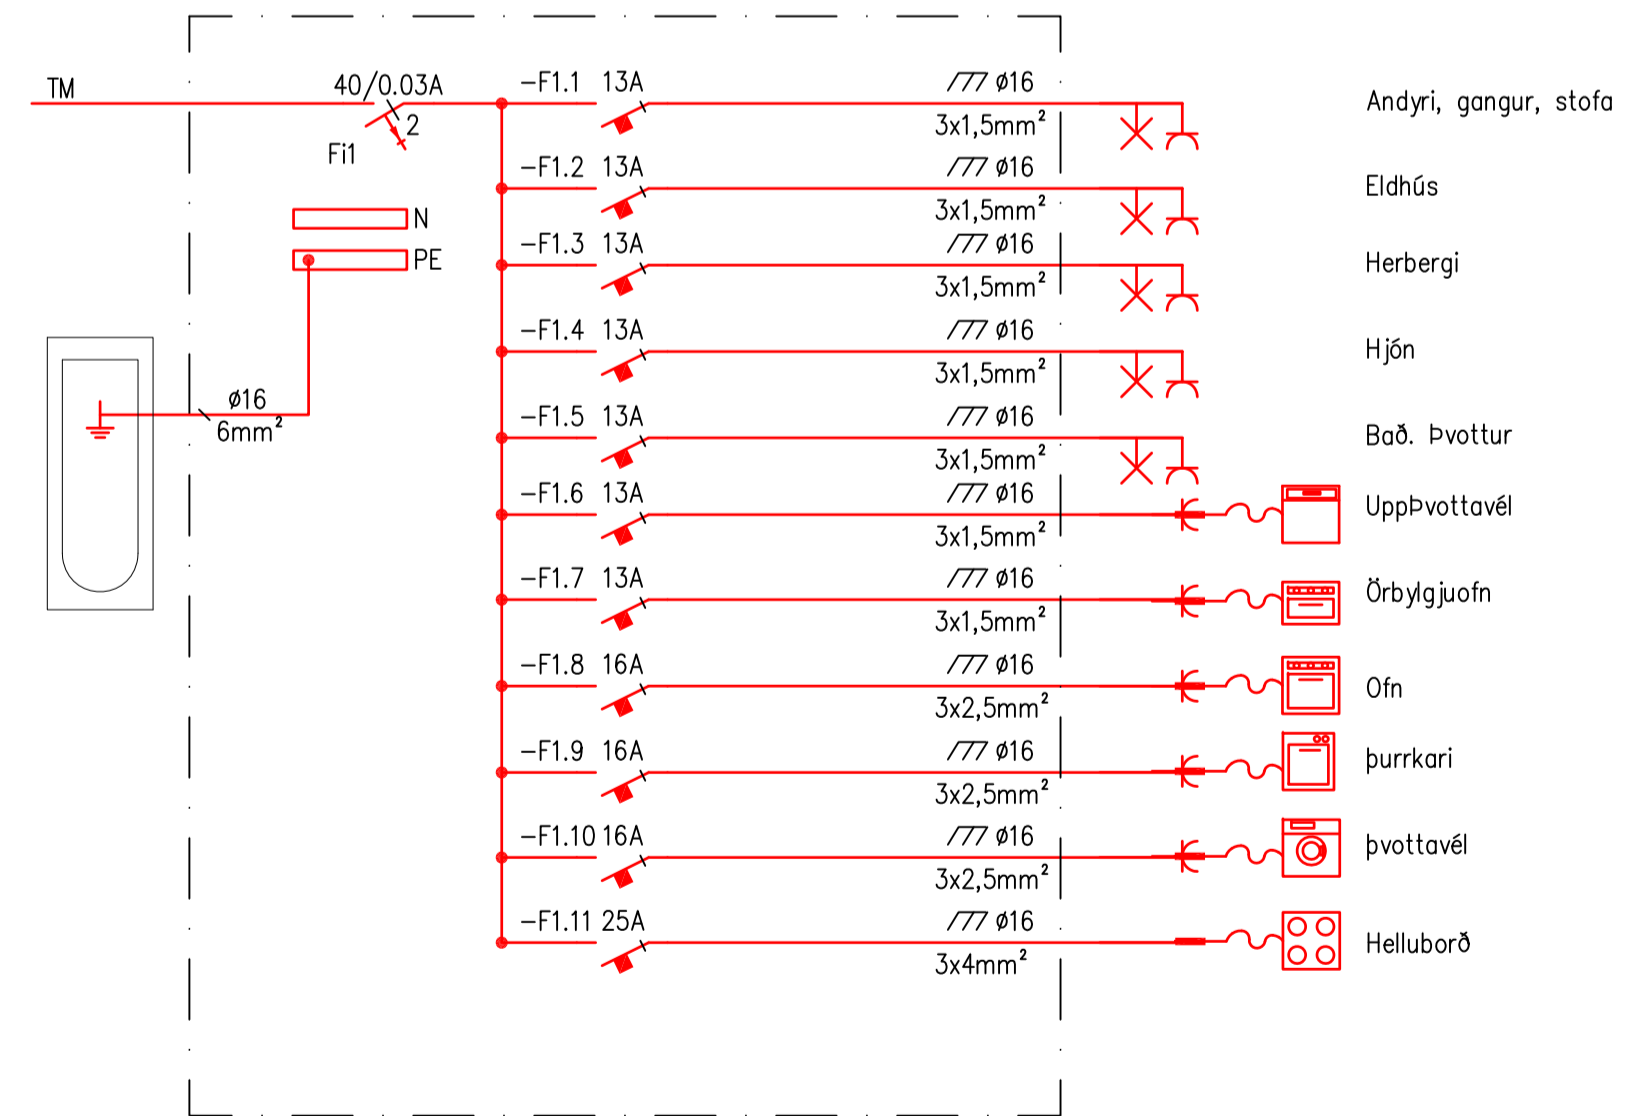 TM
40/0.03A
2
Fi1
N
PE
ø16
6mm²
-F1.1 13A ø16 Andyri, gangur, stofa
3x1,5mm²
-F1.2 13A ø16 Eldhús
3x1,5mm²
-F1.3 13A ø16 Herbergi
3x1,5mm²
-F1.4 13A ø16 Hjón
3x1,5mm²
-F1.5 13A ø16 Bað. Þvottur
3x1,5mm²
-F1.6 13A ø16 UppÞvottavél
3x1,5mm²
-F1.7 13A ø16 Örbylgjuofn
3x1,5mm²
-F1.8 16A ø16 Ofn
3x2,5mm²
-F1.9 16A ø16 þurrkari
3x2,5mm²
-F1.10 16A ø16 þvottavél
3x2,5mm²
-F1.11 25A ø16 Helluborð
3x4mm²